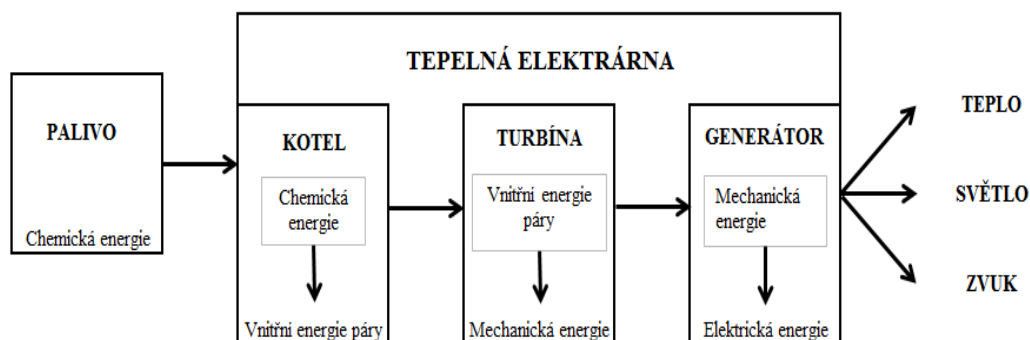 TEPELNÁ ELEKTRÁRNA
PALIVO
Chemická energie
KOTEL
Chemická
energie
Vnitřní energie páry
TURBÍNA
Vnitřní energie
páry
Mechanická energie
GENERÁTOR
Mechanická
energie
Elektrická energie
TEPLO
SVĚTLO
ZVUK